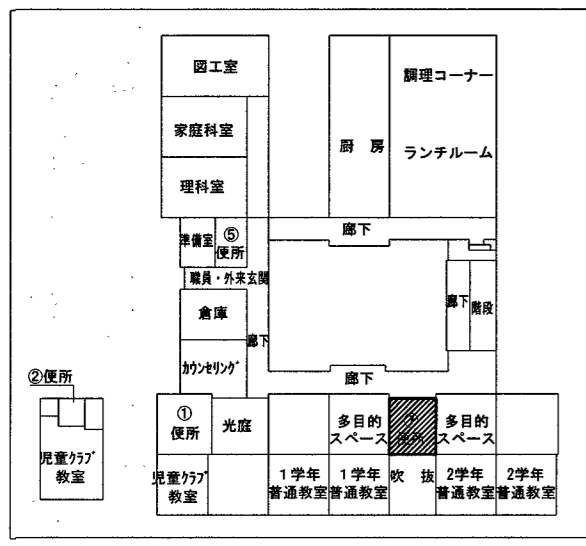 図工室
調理コーナー
家庭科室
厨　房
ランチルーム
理科室
廊下
準備室
⑤
便所
職員・外来玄関
倉庫
廊下
階段
廊下
ｶｳﾝｾﾘﾝｸﾞ
廊下
②便所
①
便所
光庭
多目的
スペース
便所
多目的
スペース
児童ｸﾗﾌﾞ
教室
児童ｸﾗﾌﾞ
教室
1学年
普通教室
1学年
普通教室
吹　抜
2学年
普通教室
2学年
普通教室